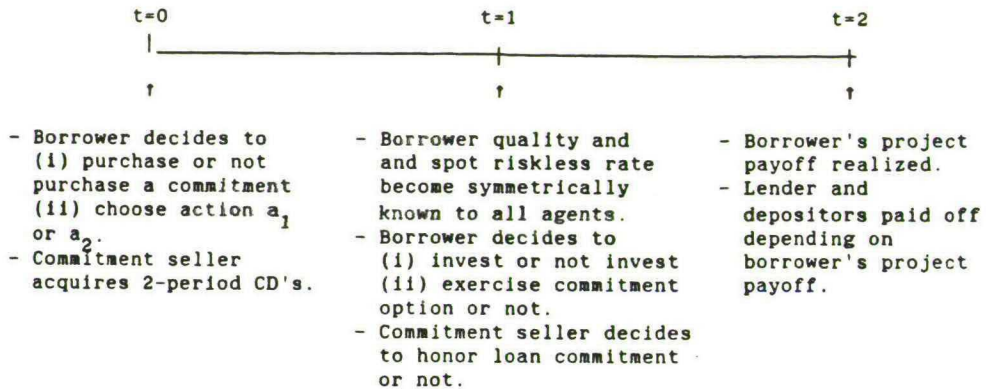 t=0 t=1 t=2
- Borrower decides to
(i) purchase or not
purchase a commitment
(ii) choose action a1
or a2.
- Commitment seller
acquires 2-period CD's.
- Borrower quality and
and spot riskless rate
become symmetrically
known to all agents.
- Borrower decides to
(i) invest or not invest
(ii) exercise commitment
option or not.
- Commitment seller decides
to honor loan commitment
or not.
- Borrower's project
payoff realized.
- Lender and
depositors paid off
depending on
borrower's project
payoff.